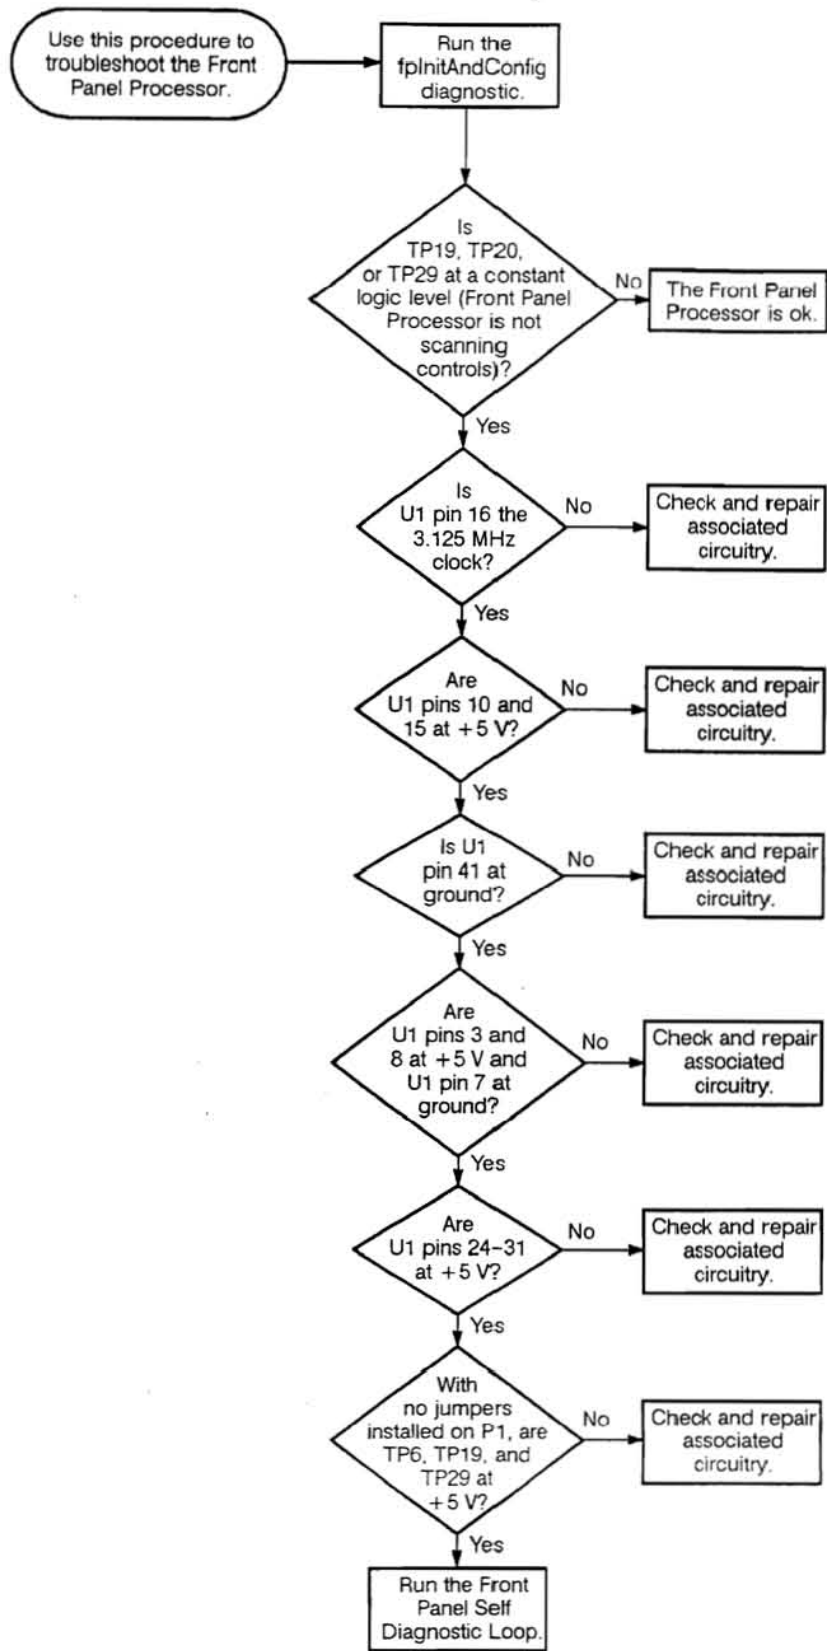 Use this procedure to
troubleshoot the Front
Panel Processor.
Run the
fpInitAndConfig
diagnostic.
Is
TP19, TP20,
or TP29 at a constant
logic level (Front Panel
Processor is not
scanning
controls)?
No
The Front Panel
Processor is ok.
Yes
Is
U1 pin 16 the
3.125 MHz
clock?
No
Check and repair
associated
circuitry.
Yes
Are
U1 pins 10 and
15 at +5 V?
No
Check and repair
associated
circuitry.
Yes
Is U1
pin 41 at
ground?
No
Check and repair
associated
circuitry.
Yes
Are
U1 pins 3 and
8 at +5 V and
U1 pin 7 at
ground?
No
Check and repair
associated
circuitry.
Yes
Are
U1 pins 24–31
at +5 V?
No
Check and repair
associated
circuitry.
Yes
With
no jumpers
installed on P1, are
TP6, TP19, and
TP29 at
+5 V?
No
Check and repair
associated
circuitry.
Yes
Run the Front
Panel Self
Diagnostic Loop.